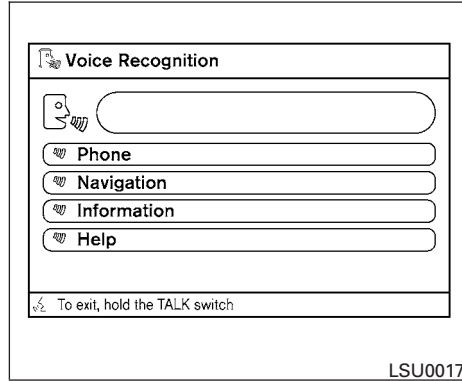 Voice Recognition
Phone
Navigation
Information
Help
To exit, hold the TALK switch
LSU0017